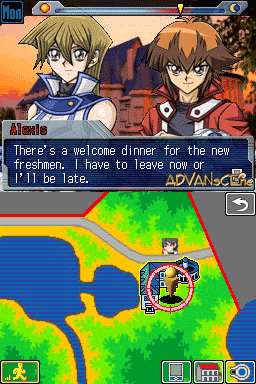 Mon
Alexis
There's a welcome dinner for the new
freshmen. I have to leave now or
I'll be late.
ADVANsCEne